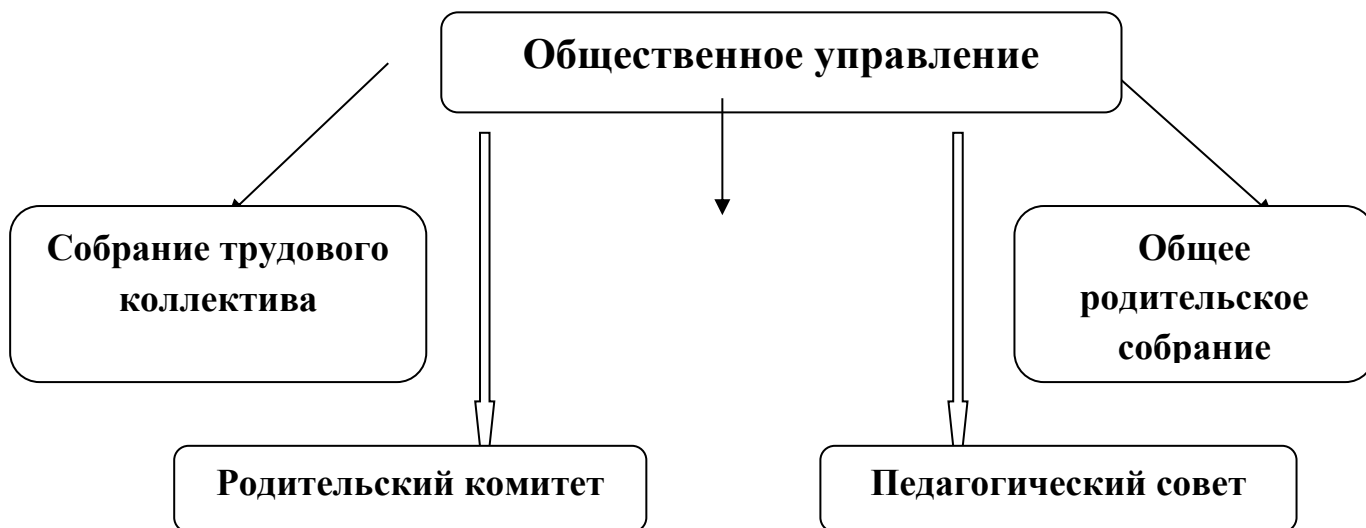 Общественное управление
Собрание трудового
коллектива
Общее
родительское
собрание
Родительский комитет
Педагогический совет